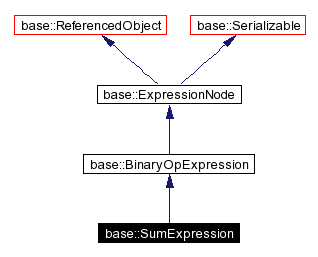 base::ReferencedObject
base::Serializable
base::ExpressionNode
base::BinaryOpExpression
base::SumExpression